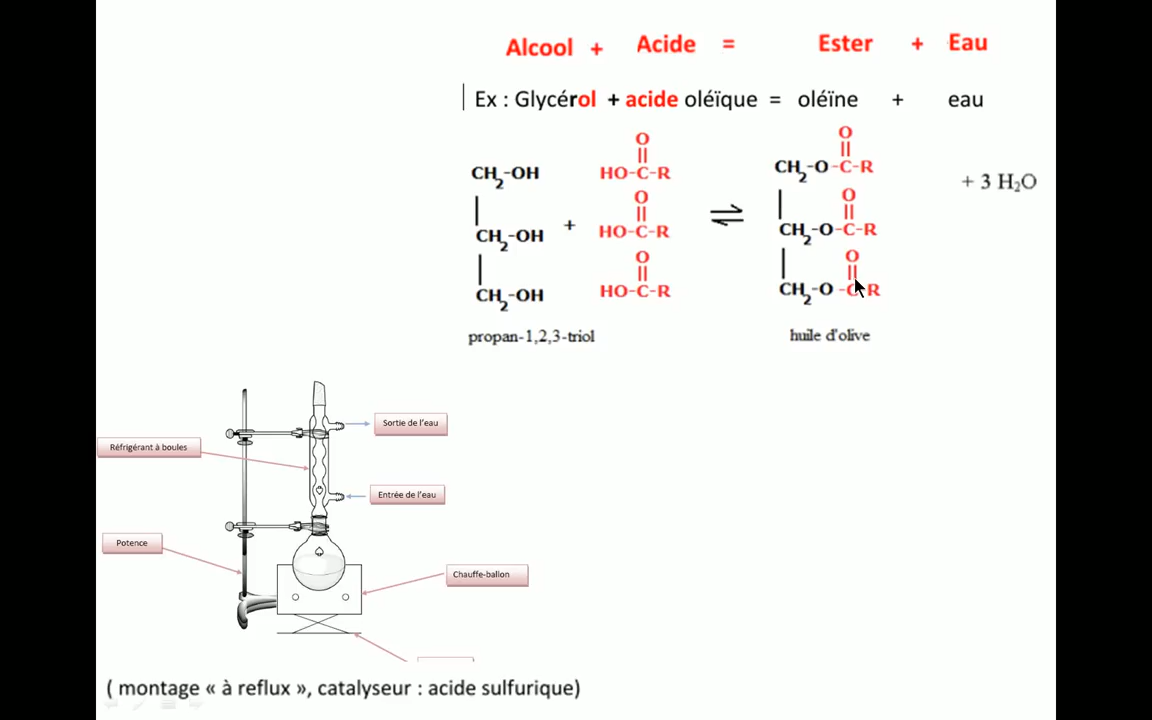 Alcool + Acide = Ester + Eau
Ex : Glycérol + acide oléïque = oléïne + eau
O O
|| ||
CH2-OH HO-C-R CH2-O-C-R + 3 H2O
O O
|| ||
CH2-OH + HO-C-R ⇌ CH2-O-C-R
O O
|| ||
CH2-OH HO-C-R CH2-O-C-R
propan-1,2,3-triol huile d'olive
Sortie de l'eau
Réfrigérant à boules
Entrée de l'eau
Potence
Chauffe-ballon
( montage « à reflux », catalyseur : acide sulfurique)